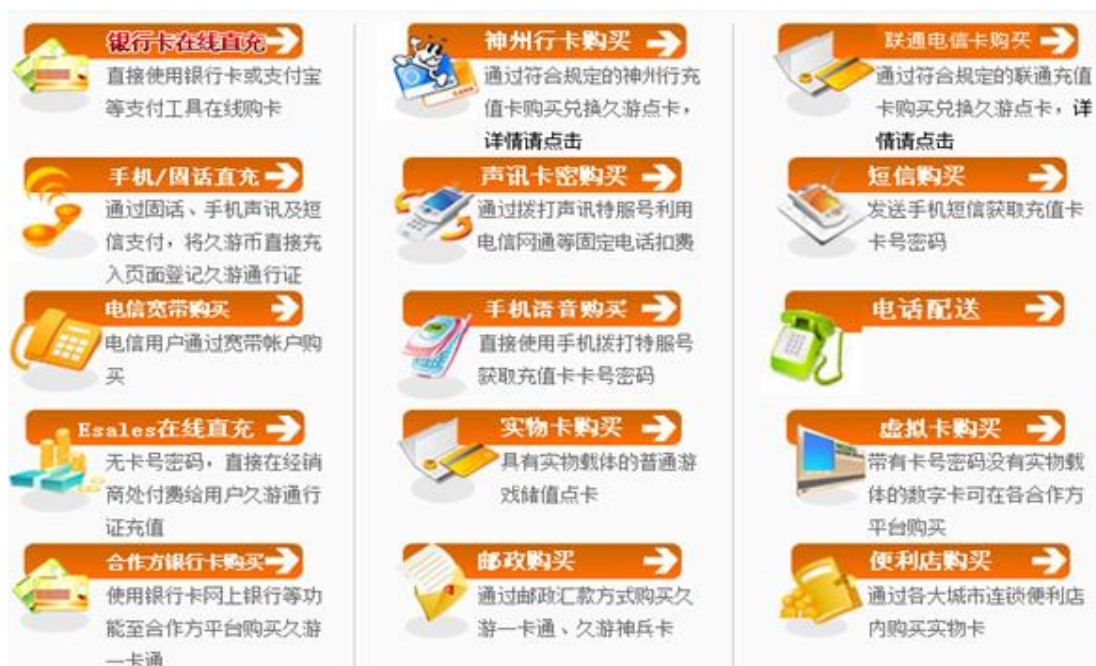 银行卡在线直充
直接使用银行卡或支付宝
等支付工具在线购卡
神州行卡购买
通过符合规定的神州行充
值卡购买兑换久游点卡，
详情请点击
联通电信卡购买
通过符合规定的联通充值
卡购买兑换久游点卡，详
情请点击
手机/固话直充
通过固话、手机声讯及短
信支付，将久游币直接充
入页面登记久游通行证
声讯卡密购买
通过拨打声讯特服号利用
电信网通等固定电话扣费
短信购买
发送手机短信获取充值卡
卡号密码
电信宽带购买
电信用户通过宽带帐户购
买
手机语音购买
直接使用手机拨打特服号
获取充值卡卡号密码
电话配送
Esales在线直充
无卡号密码，直接在经销
商处付费给用户久游通行
证充值
实物卡购买
具有实物载体的普通游
戏储值点卡
虚拟卡购买
带有卡号密码没有实物载
体的数字卡可在各合作方
平台购买
合作方银行卡购买
使用银行卡网上银行等功
能至合作方平台购买久游
一卡通
邮政购买
通过邮政汇款方式购买久
游一卡通、久游神兵卡
便利店购买
通过各大城市连锁便利店
内购买实物卡